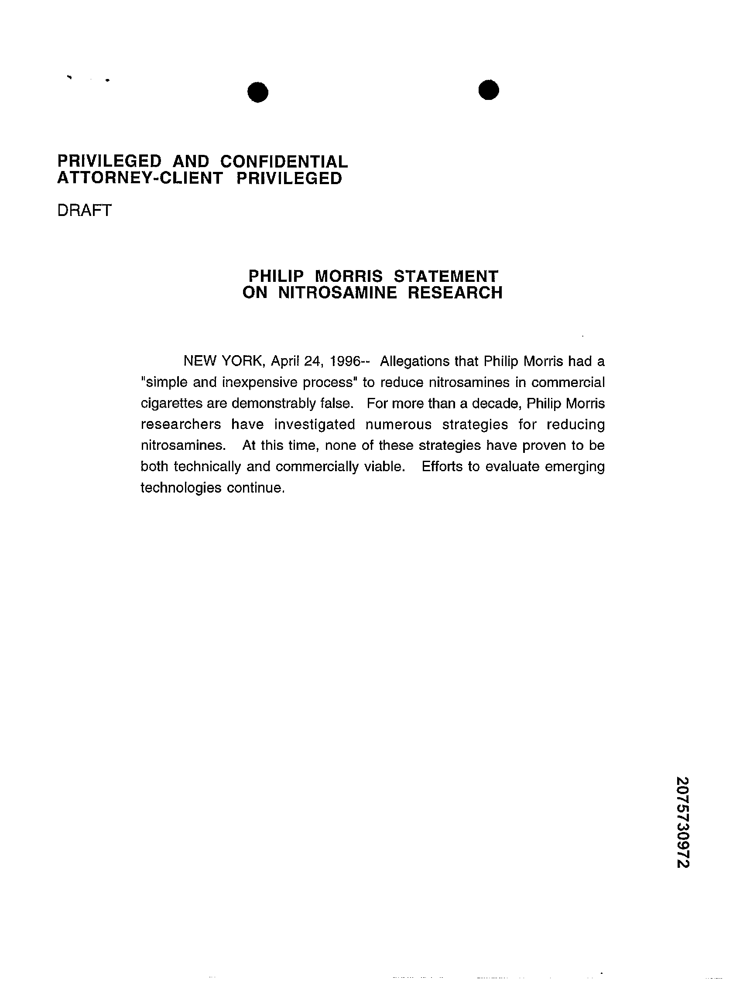 PRIVILEGED AND CONFIDENTIAL
ATTORNEY-CLIENT PRIVILEGED
DRAFT
PHILIP MORRIS STATEMENT
ON NITROSAMINE RESEARCH
NEW YORK, April 24, 1996-- Allegations that Philip Morris had a
"simple and inexpensive process" to reduce nitrosamines in commercial
cigarettes are demonstrably false. For more than a decade, Philip Morris
researchers have investigated numerous strategies for reducing
nitrosamines. At this time, none of these strategies have proven to be
both technically and commercially viable. Efforts to evaluate emerging
technologies continue.
2075730972